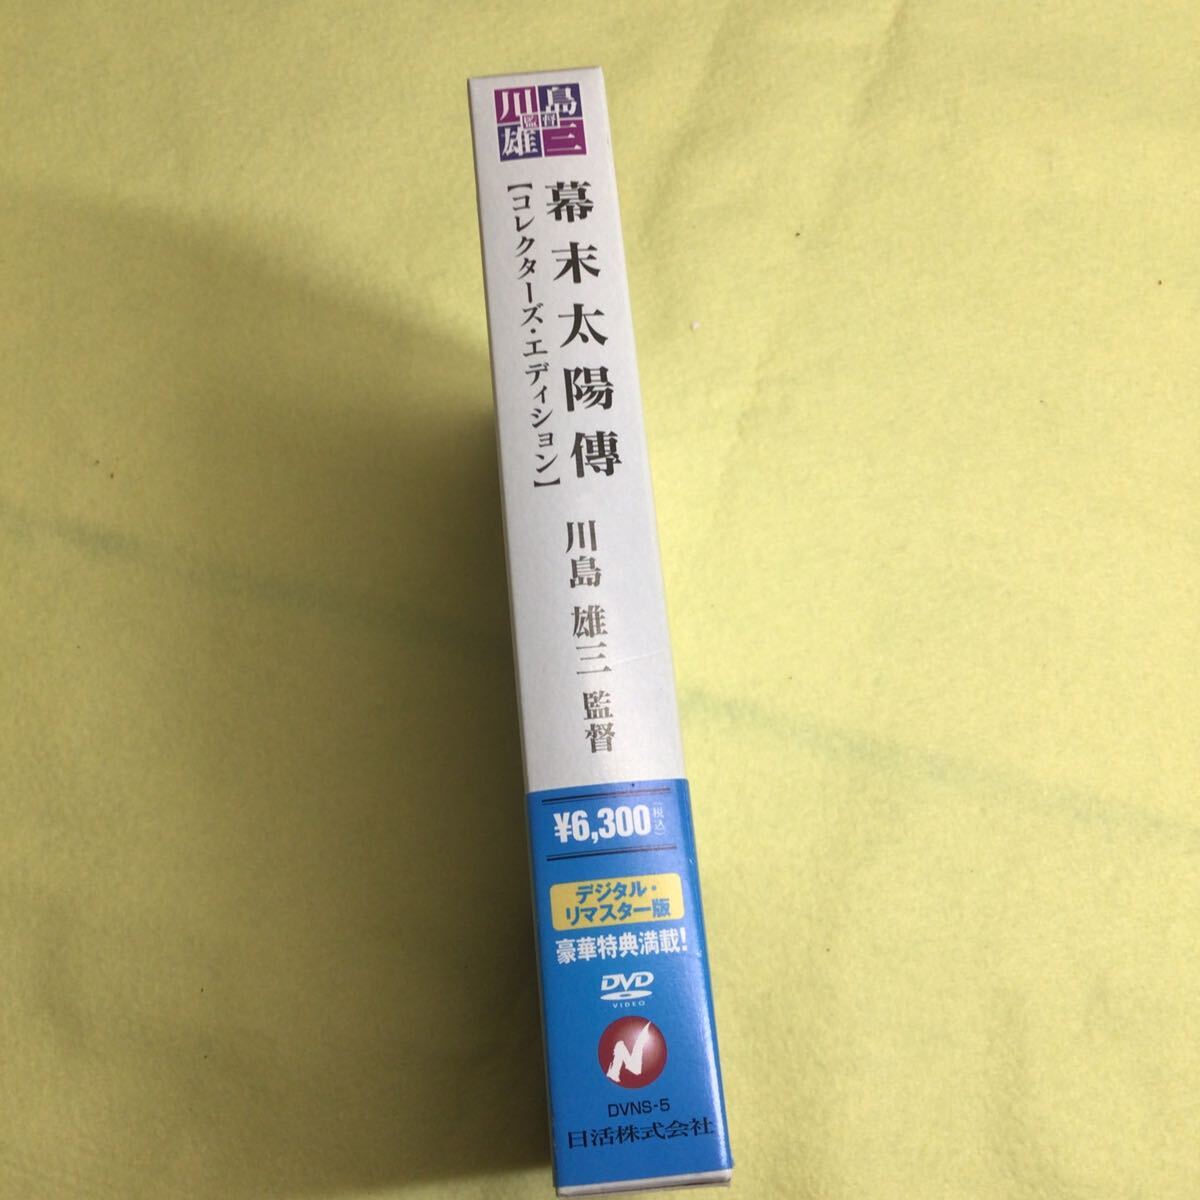 川島
雄三
監督
幕末太陽傳
【コレクターズ・エディション】
川島 雄三 監督
¥6,300(税込)
デジタル・
リマスター版
豪華特典満載!
DVD
VIDEO
N
DVNS-5
日活株式会社